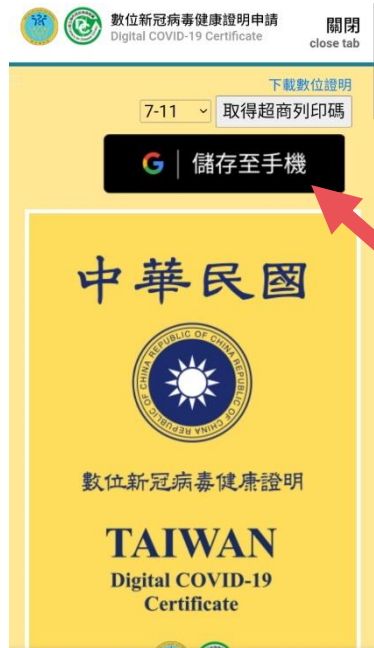 數位新冠病毒健康證明申請
Digital COVID-19 Certificate
關閉
close tab
下載數位證明
7-11
取得超商列印碼
G
儲存至手機
中華民國
REPUBLIC OF CHINA REPUBLIC OF CHINA
數位新冠病毒健康證明
TAIWAN
Digital COVID-19
Certificate